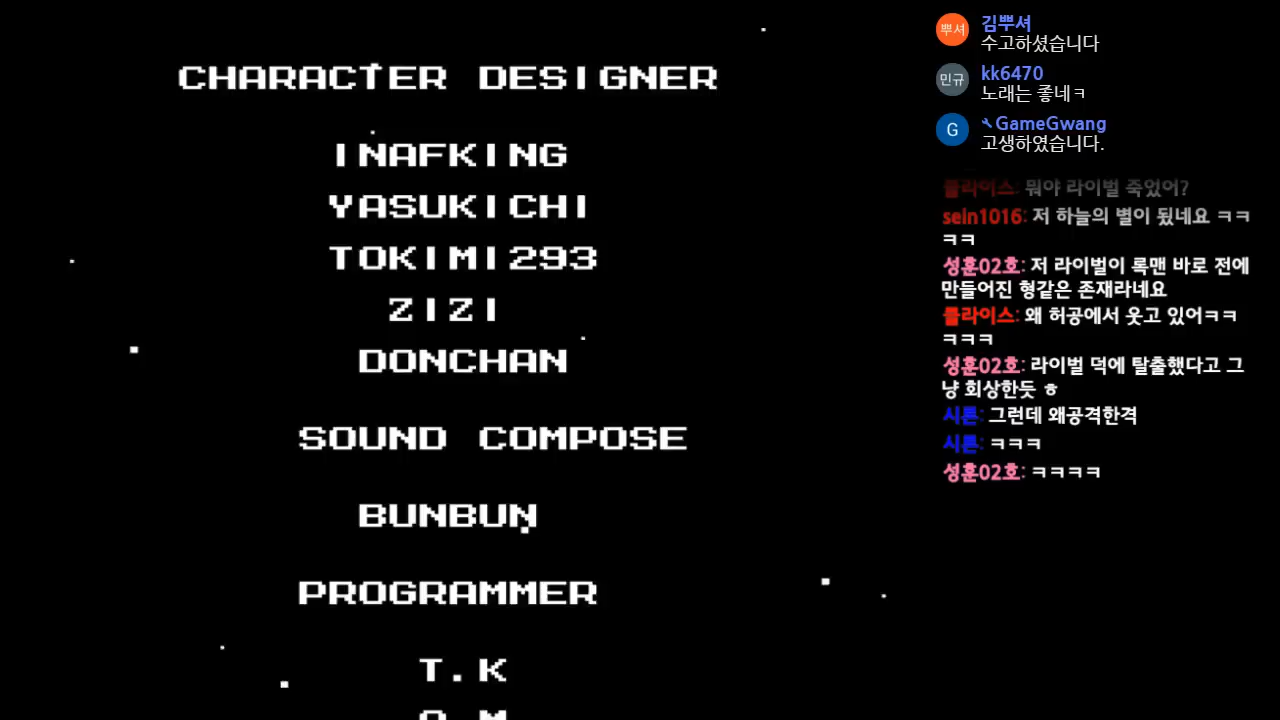 CHARACTER DESIGNER
INAFKING
YASUKICHI
TOKIMI293
ZIZI
DONCHAN
SOUND COMPOSE
BUNBUN
PROGRAMMER
T.K
뿌셔
김뿌셔
수고하셨습니다
민규
kk6470
노래는 좋네ㅋ
G
GameGwang
고생하였습니다.
뭐야 라이벌 죽었어?
sein1016: 저 하늘의 별이 됬네요 ㅋㅋ
ㅋㅋ
성훈02호: 저 라이벌이 록맨 바로 전에
만들어진 형같은 존재라네요
왜 허공에서 웃고 있어ㅋㅋ
ㅋㅋㅋ
성훈02호: 라이벌 덕에 탈출했다고 그
냥 회상한듯 ㅎ
시른: 그런데 왜공격한격
시른: ㅋㅋㅋ
성훈02호: ㅋㅋㅋㅋ